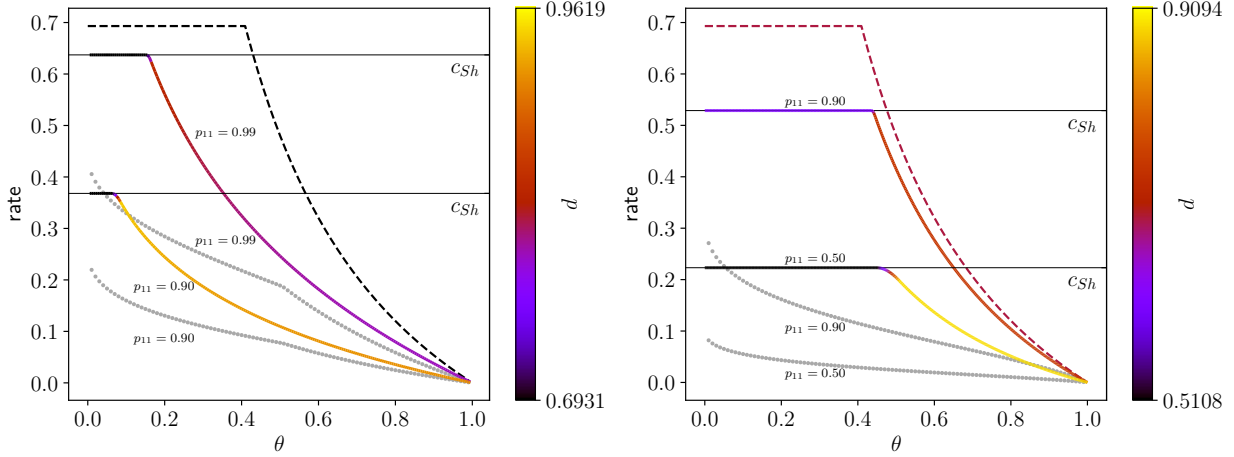 0.7
0.6
0.5
0.4
0.3
0.2
0.1
0.0
rate
c_{Sh}
p_{11} = 0.99
c_{Sh}
p_{11} = 0.99
p_{11} = 0.90
p_{11} = 0.90
0.0 0.2 0.4 0.6 0.8 1.0
θ
0.9619
d
0.6931
0.7
0.6
0.5
0.4
0.3
0.2
0.1
0.0
rate
p_{11} = 0.90
c_{Sh}
p_{11} = 0.50
c_{Sh}
p_{11} = 0.90
p_{11} = 0.50
0.0 0.2 0.4 0.6 0.8 1.0
θ
0.9094
d
0.5108